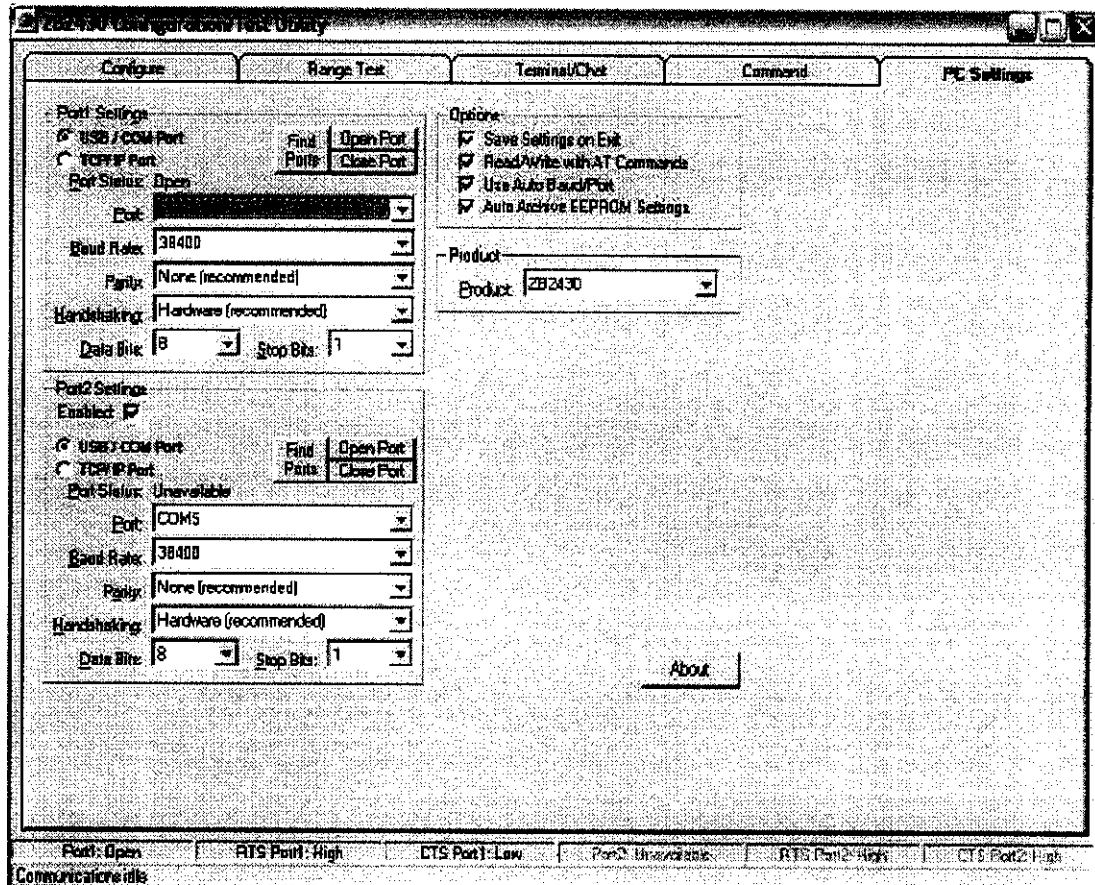 ZB2430 Configuration/Test Utility
Configure
Range Test
Terminal/Chat
Command
PC Settings
Port1 Settings
USB / COM Port
TCP/IP Port
Find Ports
Open Port
Close Port
Port Status: Open
Port:
Baud Rate: 38400
Parity: None (recommended)
Handshaking: Hardware (recommended)
Data Bits: 8 Stop Bits: 1
Options
Save Settings on Exit
Read/Write with AT Commands
Use Auto Baud/Port
Auto Archive EEPROM Settings
Product
Product: ZB2430
Port2 Settings
Enabled:
USB / COM Port
TCP/IP Port
Find Ports
Open Port
Close Port
Port Status: Unavailable
Port: COM5
Baud Rate: 38400
Parity: None (recommended)
Handshaking: Hardware (recommended)
Data Bits: 8 Stop Bits: 1
About
Port1: Open
RTS Port1: High
CTS Port1: Low
Port2: Unavailable
RTS Port2: High
CTS Port2: High
Communications idle